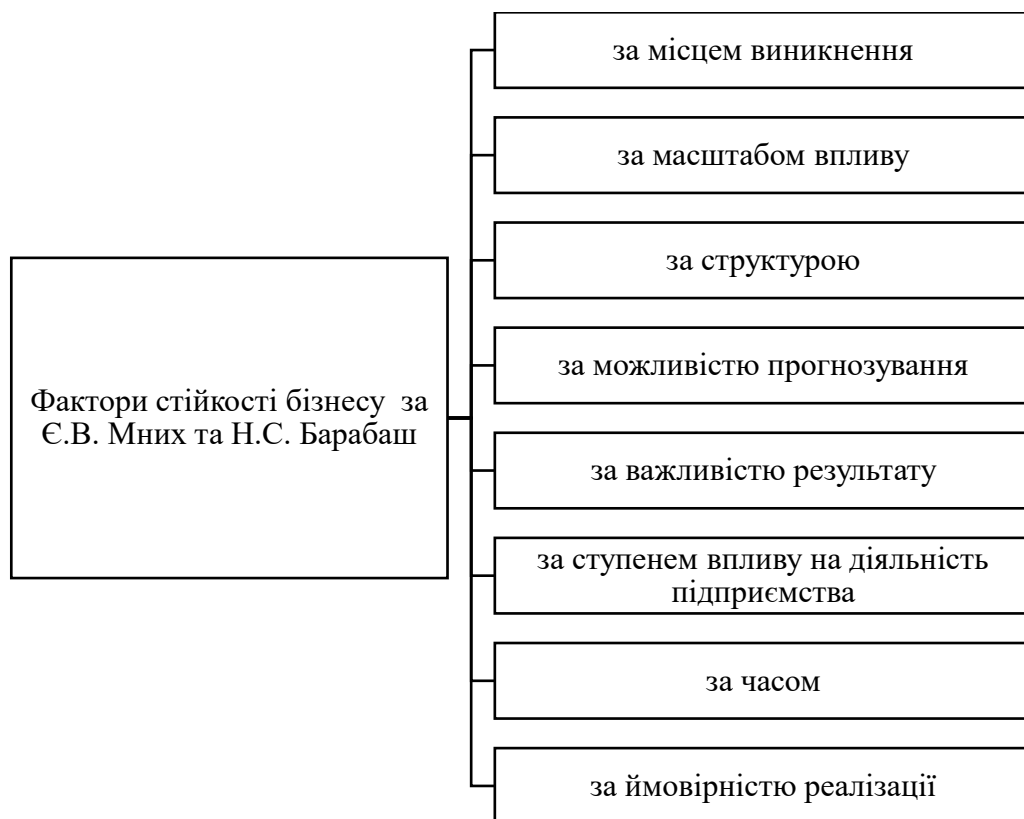 за місцем виникнення
за масштабом впливу
за структурою
за можливістю прогнозування
Фактори стійкості бізнесу  за
Є.В. Мних та Н.С. Барабаш
за важливістю результату
за ступенем впливу на діяльність
підприємства
за часом
за ймовірністю реалізації